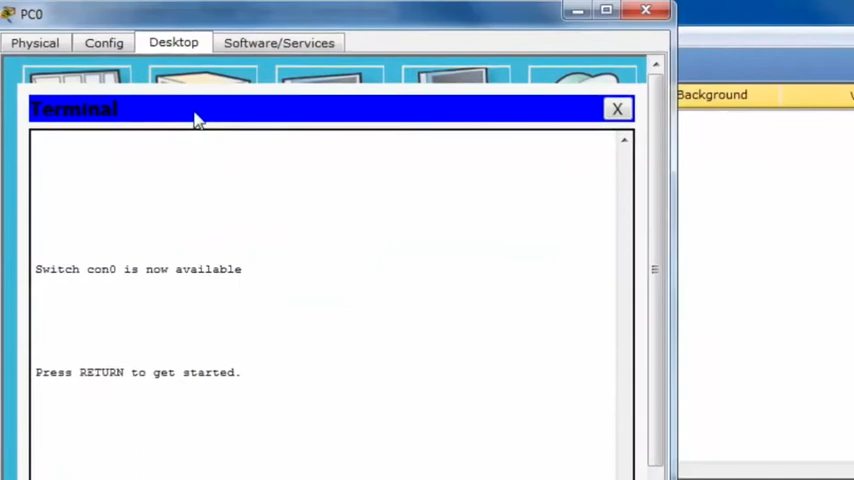 PC0
Physical Config Desktop Software/Services
Background
Terminal X
Switch con0 is now available
Press RETURN to get started.